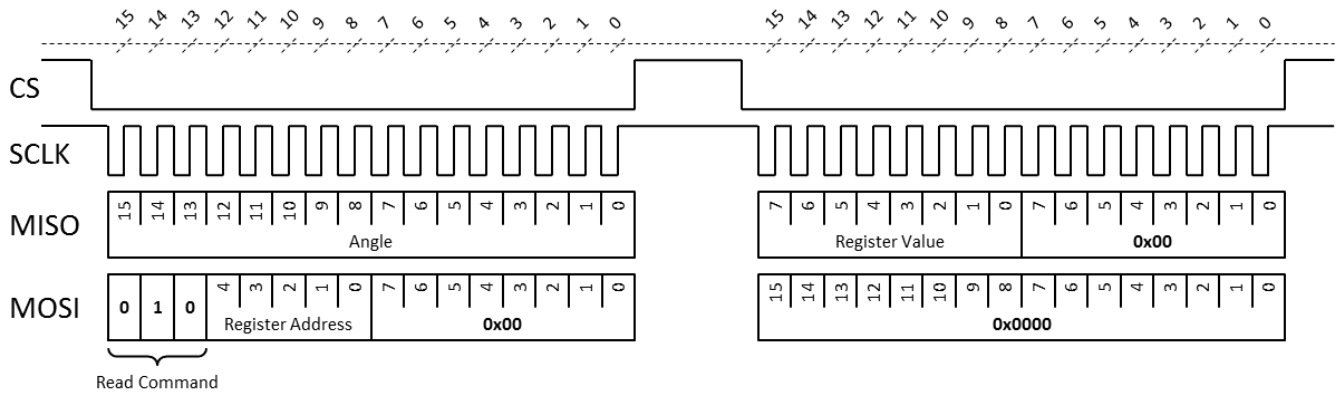 15 14 13 12 11 10 9 8 7 6 5 4 3 2 1 0 15 14 13 12 11 10 9 8 7 6 5 4 3 2 1 0
CS
SCLK
MISO 15 14 13 12 11 10 9 8 7 6 5 4 3 2 1 0 7 6 5 4 3 2 1 0 7 6 5 4 3 2 1 0
Angle Register Value 0x00
MOSI 0 1 0 4 3 2 1 0 7 6 5 4 3 2 1 0 15 14 13 12 11 10 9 8 7 6 5 4 3 2 1 0
Register Address 0x00 0x0000
Read Command